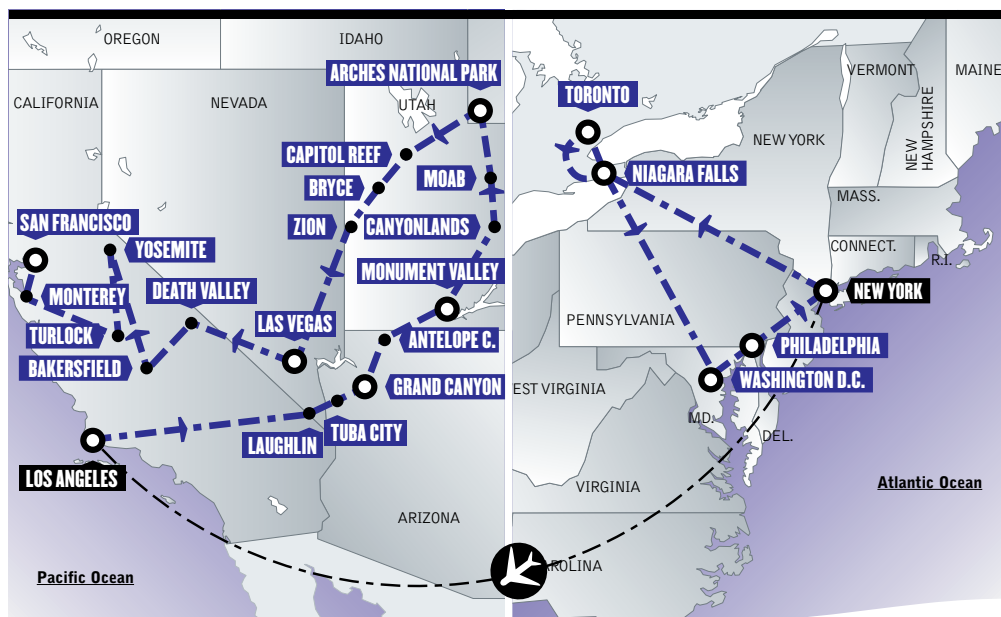 OREGON
IDAHO
ARCHES NATIONAL PARK
CALIFORNIA
NEVADA
UTAH
CAPITOL REEF
BRYCE
MOAB
ZION
CANYONLANDS
SAN FRANCISCO
YOSEMITE
MONUMENT VALLEY
MONTEREY
DEATH VALLEY
LAS VEGAS
TURLOCK
ANTELOPE C.
BAKERSFIELD
GRAND CANYON
LAUGHLIN
TUBA CITY
LOS ANGELES
ARIZONA
Pacific Ocean
TORONTO
VERMONT
MAINE
NEW YORK
NEW HAMPSHIRE
NIAGARA FALLS
MASS.
CONNECT.
R.I.
NEW YORK
PENNSYLVANIA
PHILADELPHIA
WASHINGTON D.C.
EST VIRGINIA
MD.
DEL.
VIRGINIA
Atlantic Ocean
AROLINA